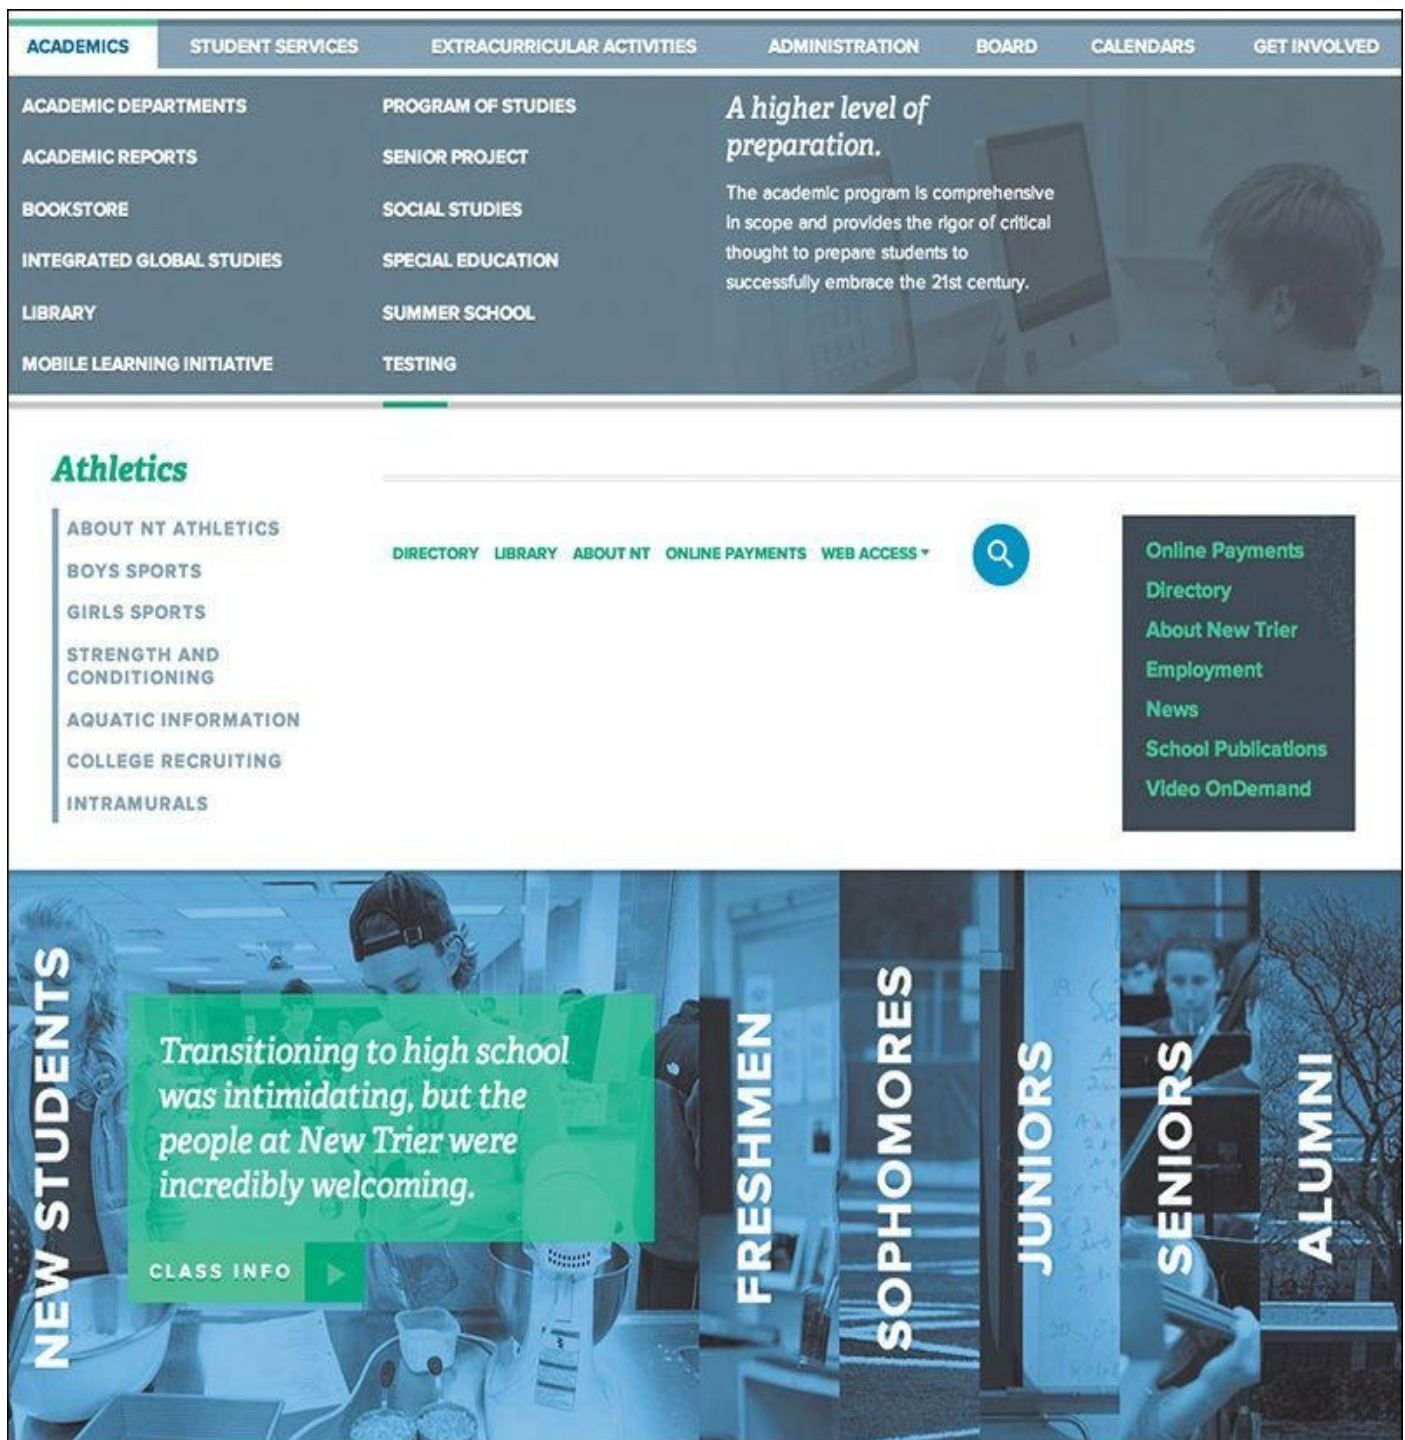 ACADEMICS STUDENT SERVICES EXTRACURRICULAR ACTIVITIES ADMINISTRATION BOARD CALENDARS GET INVOLVED
ACADEMIC DEPARTMENTS
ACADEMIC REPORTS
BOOKSTORE
INTEGRATED GLOBAL STUDIES
LIBRARY
MOBILE LEARNING INITIATIVE
PROGRAM OF STUDIES
SENIOR PROJECT
SOCIAL STUDIES
SPECIAL EDUCATION
SUMMER SCHOOL
TESTING
A higher level of
preparation.
The academic program is comprehensive
in scope and provides the rigor of critical
thought to prepare students to
successfully embrace the 21st century.
Athletics
ABOUT NT ATHLETICS
BOYS SPORTS
GIRLS SPORTS
STRENGTH AND
CONDITIONING
AQUATIC INFORMATION
COLLEGE RECRUITING
INTRAMURALS
DIRECTORY LIBRARY ABOUT NT ONLINE PAYMENTS WEB ACCESS
Online Payments
Directory
About New Trier
Employment
News
School Publications
Video OnDemand
NEW STUDENTS
Transitioning to high school
was intimidating, but the
people at New Trier were
incredibly welcoming.
CLASS INFO
FRESHMEN
SOPHOMORES
JUNIORS
SENIORS
ALUMNI